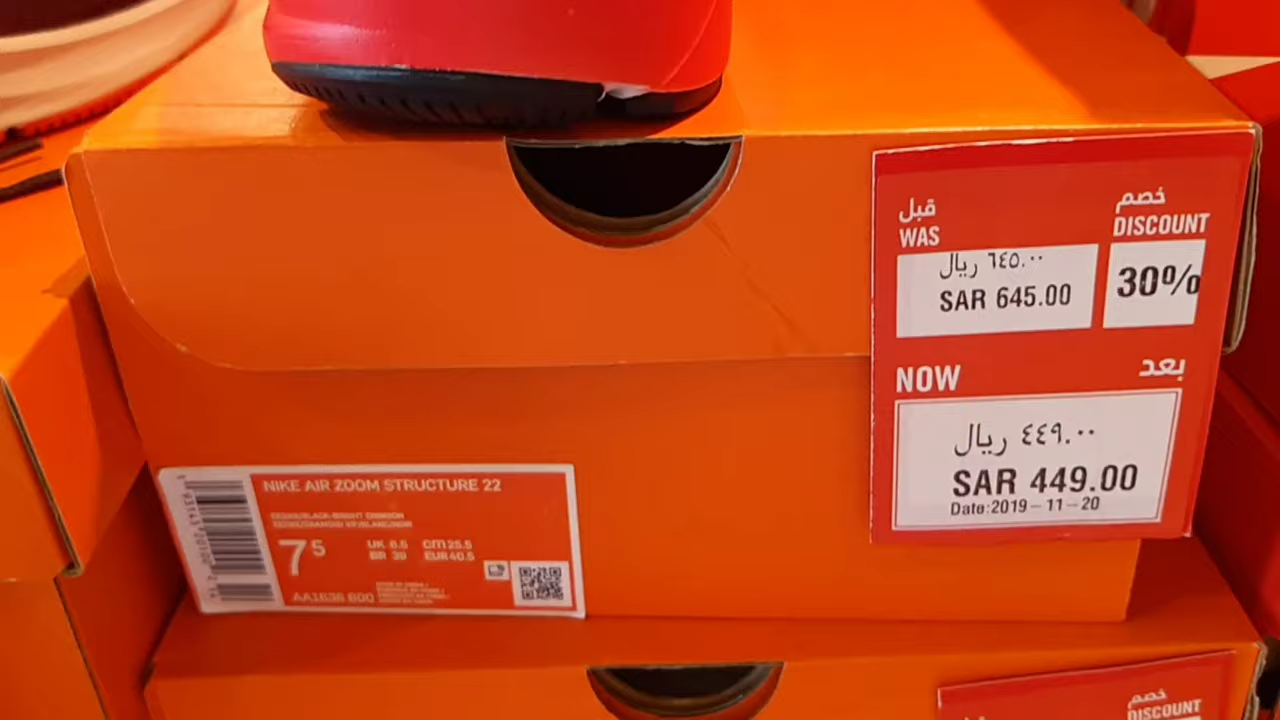 قبل
WAS
خصم
DISCOUNT
٦٤٥.٠٠ ريال
SAR 645.00
30%
NOW
بعد
٤٤٩.٠٠ ريال
SAR 449.00
Date:2019-11-20
NIKE AIR ZOOM STRUCTURE 22
7⁵
UK 6.5 CM 25.5
BR 39 EUR 40.5
AA1636 600
خصم
DISCOUNT